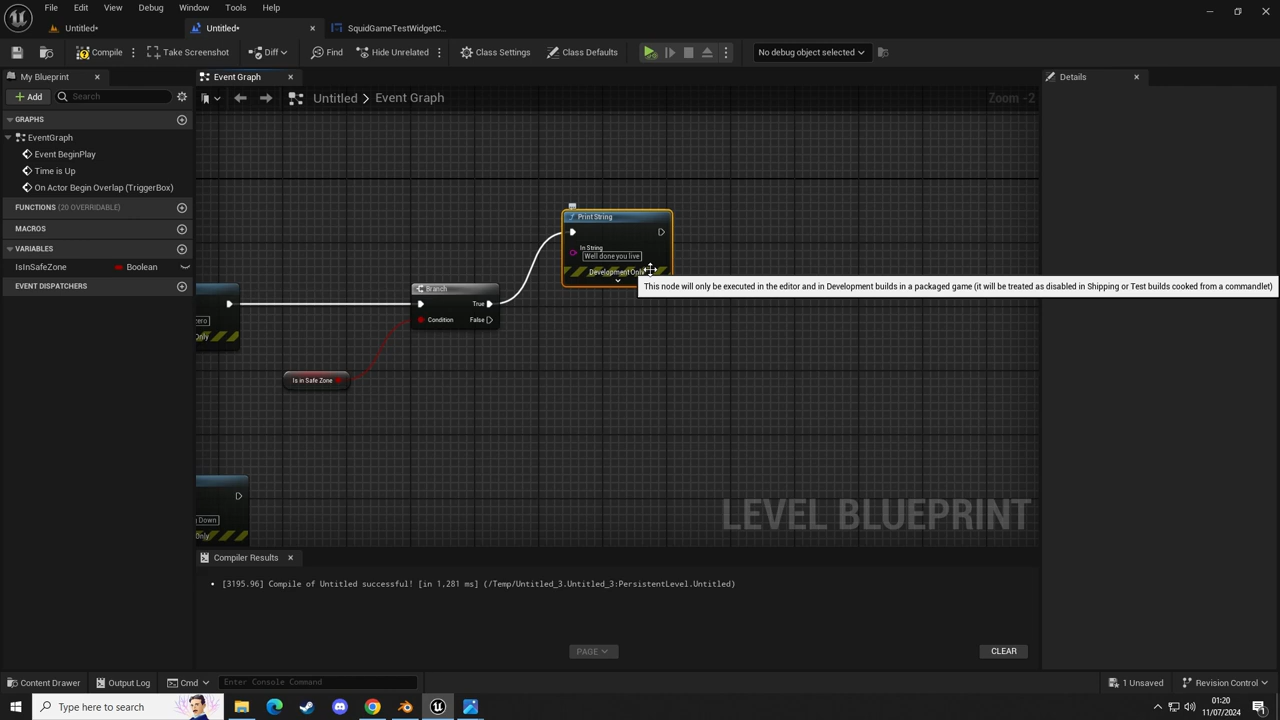 File Edit View Debug Window Tools Help
Untitled* Untitled* SquidGameTestWidgetC...
Compile Take Screenshot Diff Find Hide Unrelated Class Settings Class Defaults No debug object selected
My Blueprint Event Graph Details
Add Search Untitled > Event Graph Zoom -2
GRAPHS
EventGraph
Event BeginPlay
Time is Up
On Actor Begin Overlap (TriggerBox)
FUNCTIONS (20 OVERRIDABLE)
MACROS
VARIABLES
IsInSafeZone Boolean
EVENT DISPATCHERS
Print String
In String
Well done you live
Development Only
This node will only be executed in the editor and in Development builds in a packaged game (it will be treated as disabled in Shipping or Test builds cooked from a commandlet)
Branch
True
Condition False
zero
Only
Is in Safe Zone
Down
Only
LEVEL BLUEPRINT
Compiler Results
[3195.96] Compile of Untitled successful! [in 1,281 ms] (/Temp/Untitled_3.Untitled_3:PersistentLevel.Untitled)
PAGE CLEAR
Content Drawer Output Log Cmd Enter Console Command 1 Unsaved Revision Control
Type here to search
01:20
11/07/2024